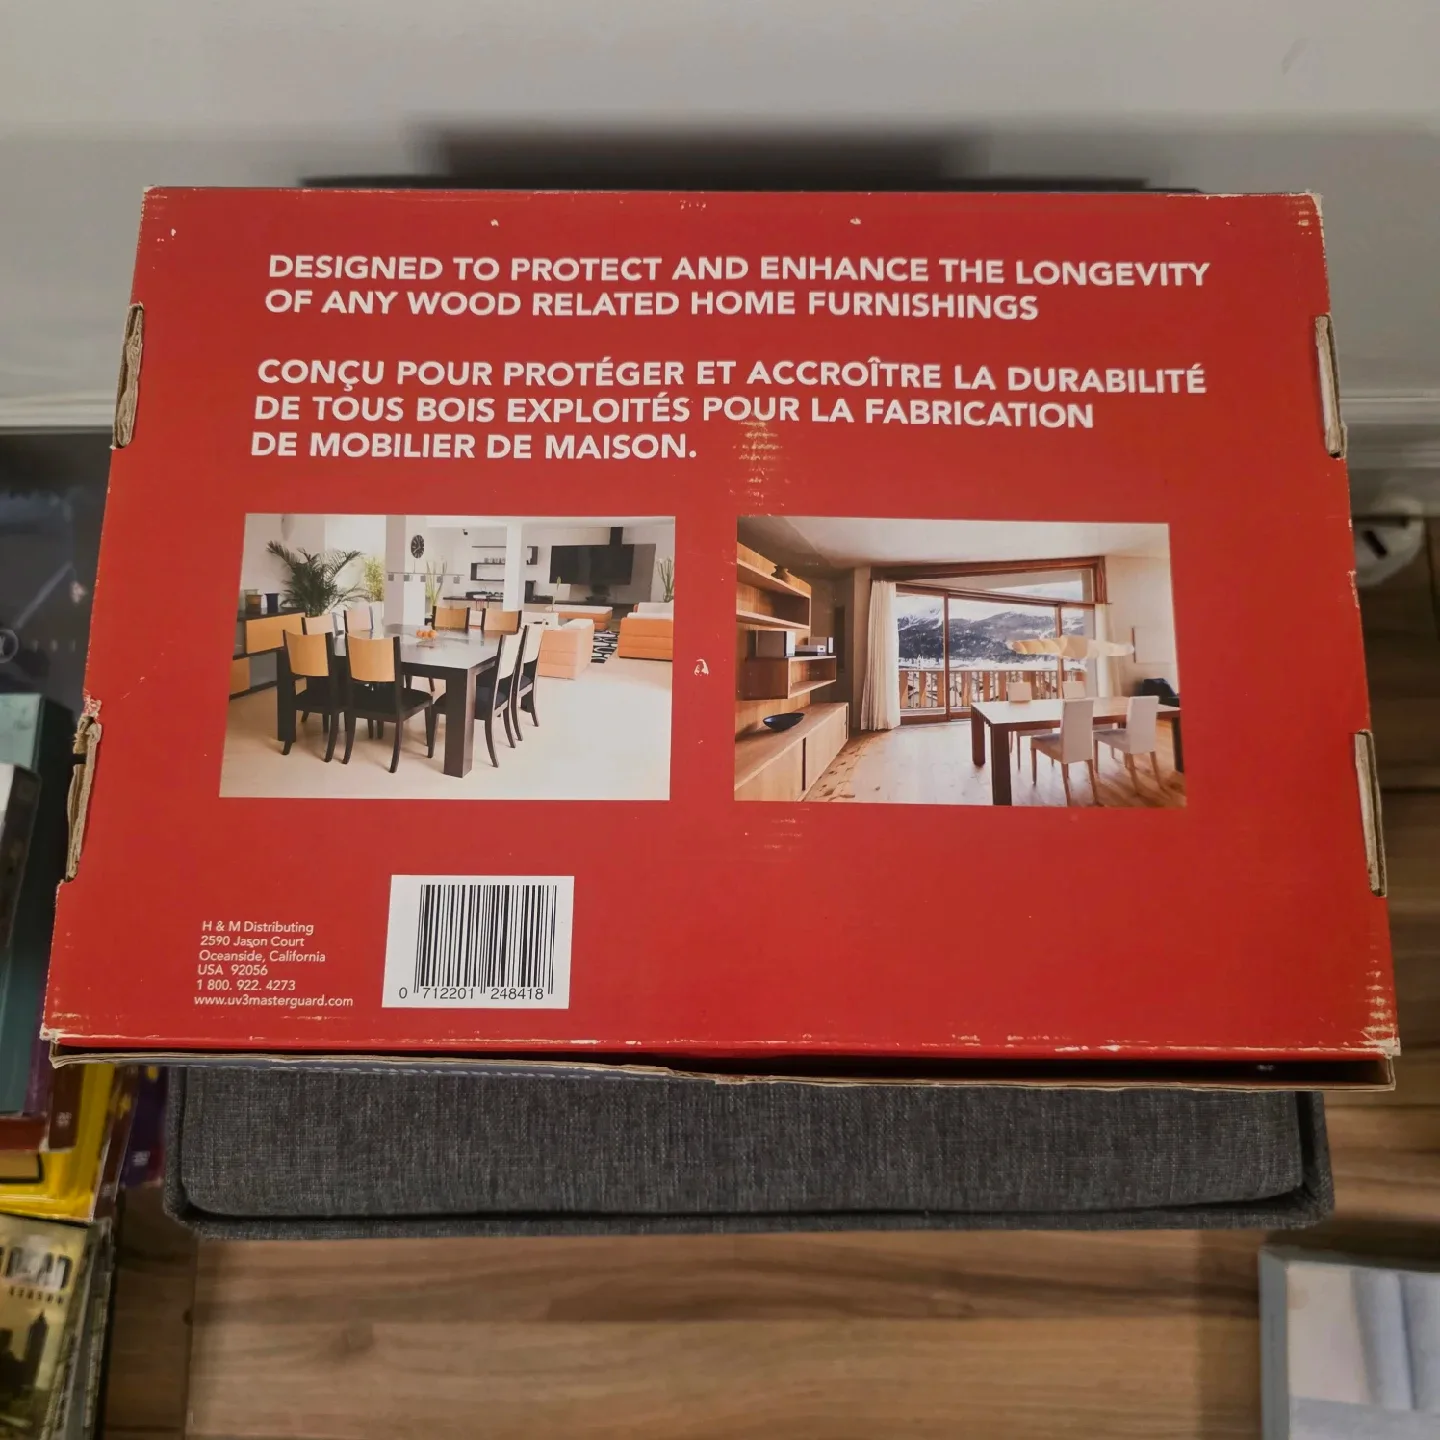 DESIGNED TO PROTECT AND ENHANCE THE LONGEVITY
OF ANY WOOD RELATED HOME FURNISHINGS
CONÇU POUR PROTÉGER ET ACCROÎTRE LA DURABILITÉ
DE TOUS BOIS EXPLOITÉS POUR LA FABRICATION
DE MOBILIER DE MAISON.
H & M Distributing
2590 Jason Court
Oceanside, California
USA 92056
1 800. 922. 4273
www.uv3masterguard.com
0 712201 248418